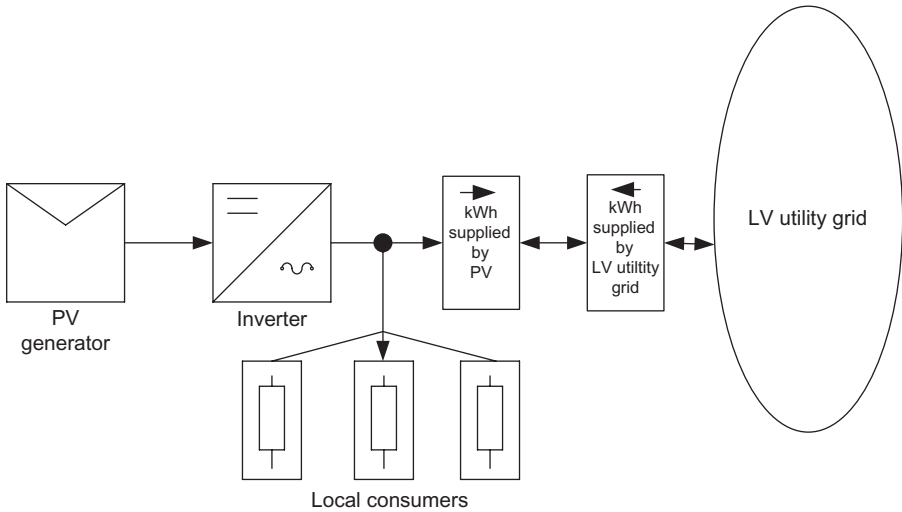 PV
generator
Inverter
kWh
supplied
by
PV
kWh
supplied
by
LV utiltity
grid
LV utility grid
Local consumers